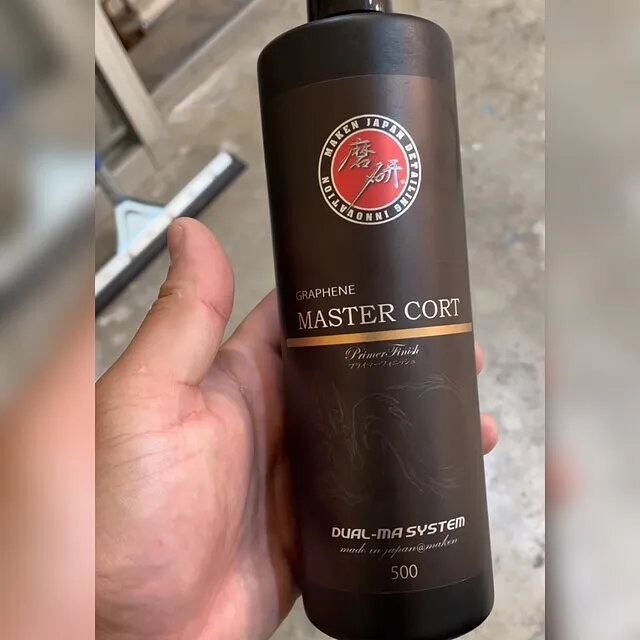 MAKEN JAPAN DETAILING INNOVATION
磨研
GRAPHENE
MASTER CORT
Primer Finish
プライマーフィニッシュ
DUAL-MA SYSTEM
made in japan@maken
500